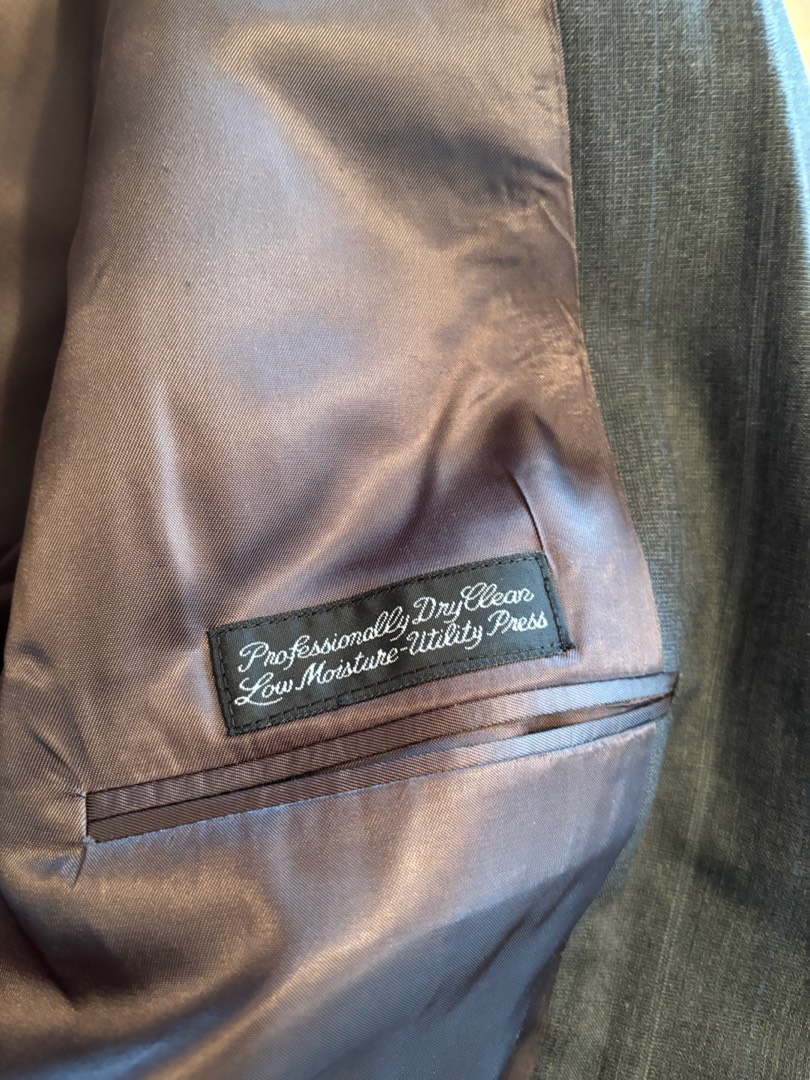 Professionally Dry Clean
Low Moisture-Utility Press